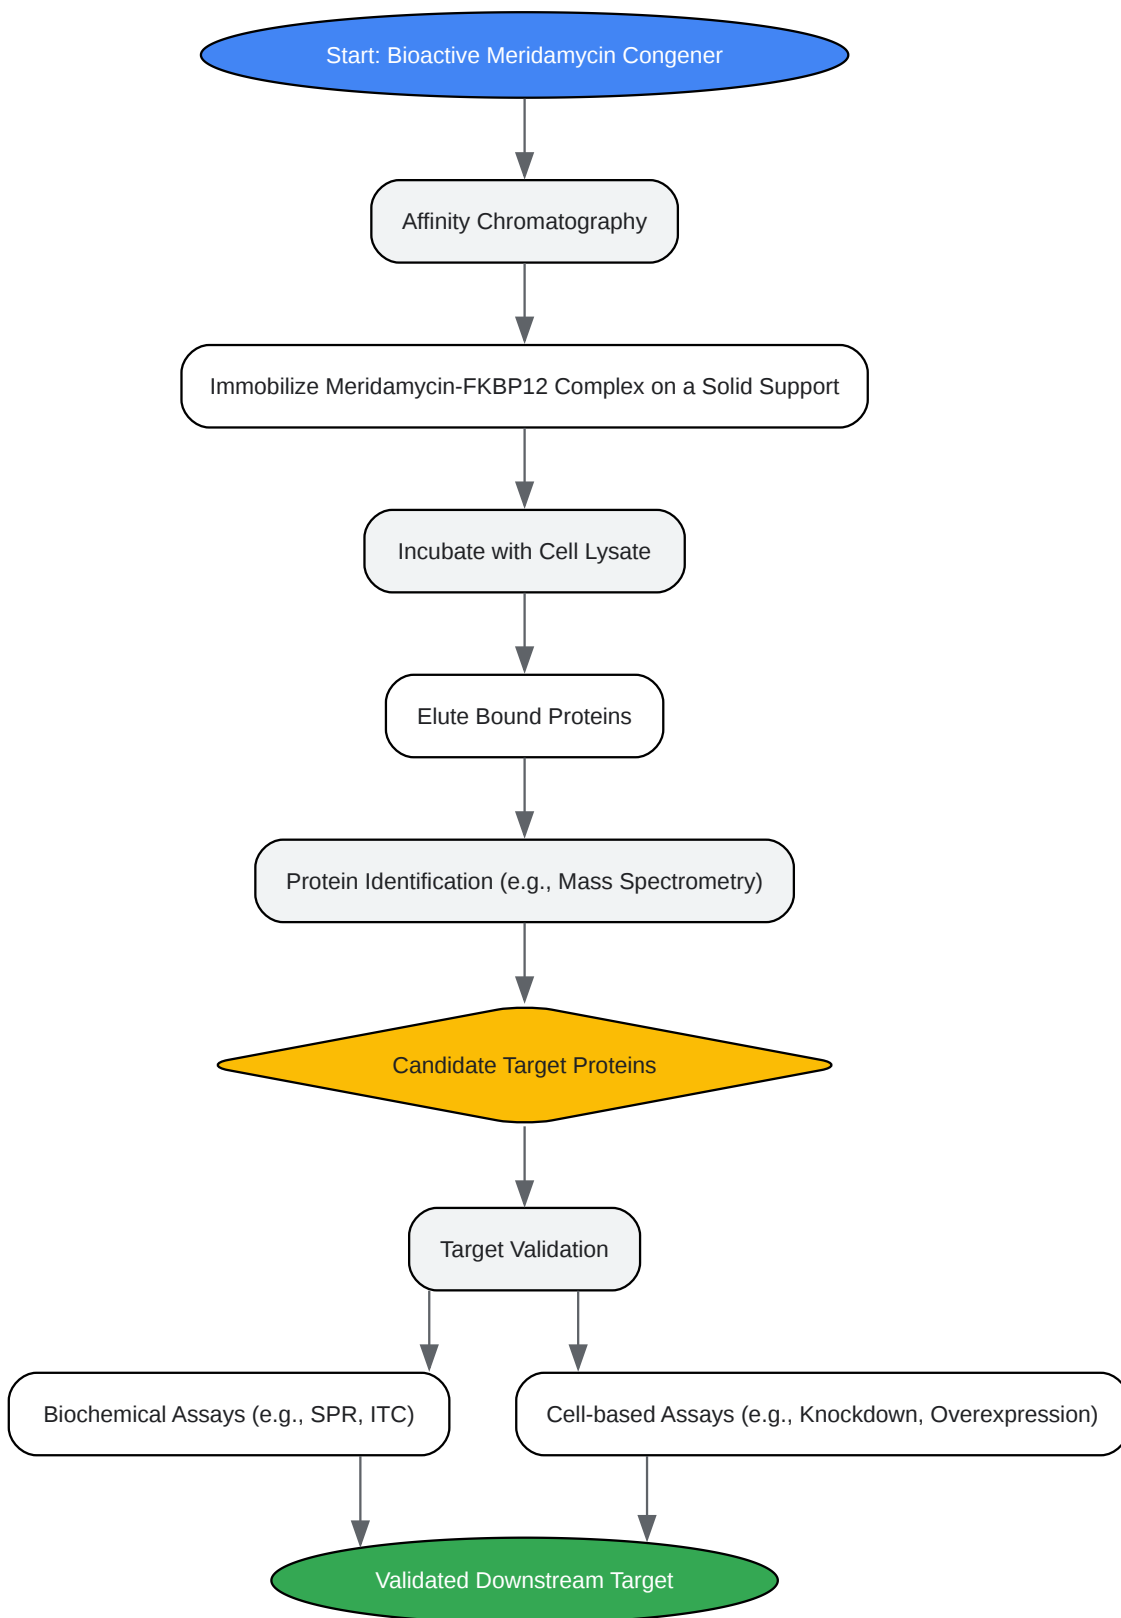 Start: Bioactive Meridamycin Congener
Affinity Chromatography
Immobilize Meridamycin-FKBP12 Complex on a Solid Support
Incubate with Cell Lysate
Elute Bound Proteins
Protein Identification (e.g., Mass Spectrometry)
Candidate Target Proteins
Target Validation
Biochemical Assays (e.g., SPR, ITC)
Cell-based Assays (e.g., Knockdown, Overexpression)
Validated Downstream Target